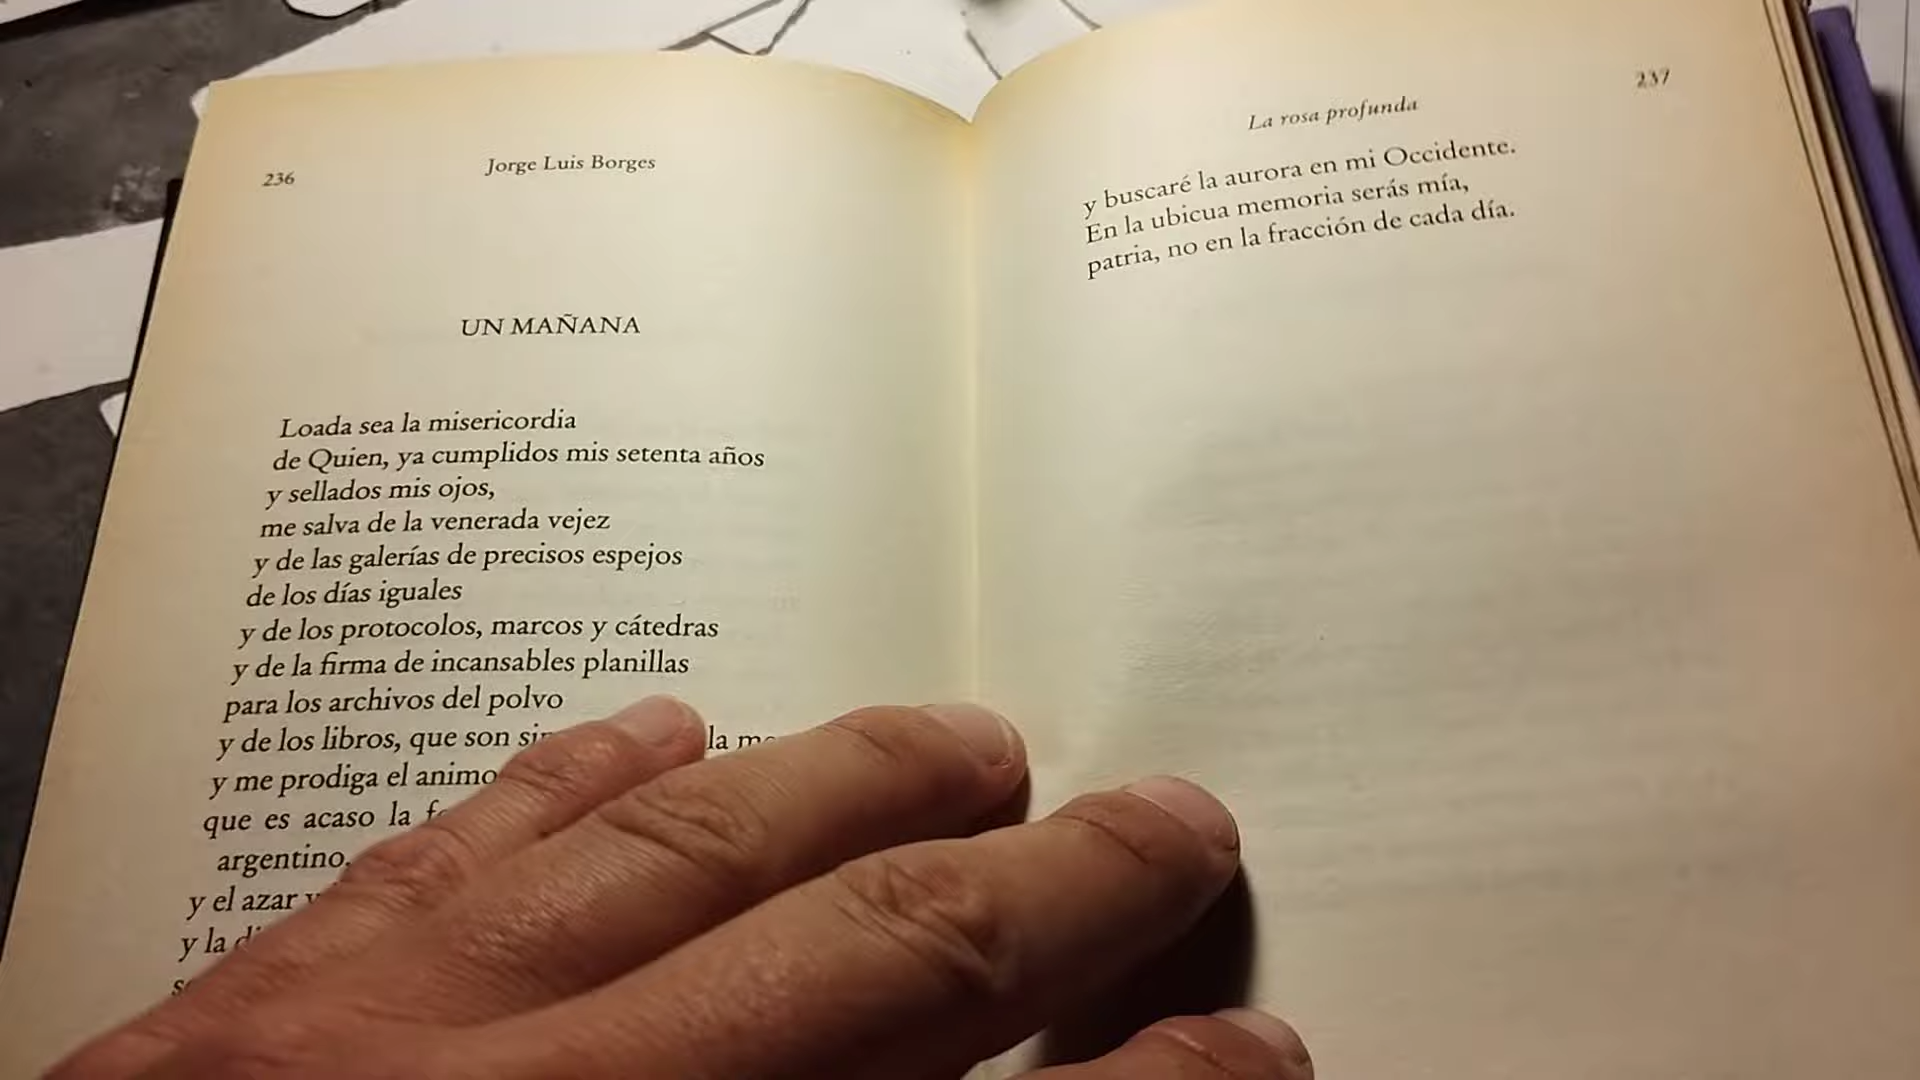 236
Jorge Luis Borges
UN MAÑANA
Loada sea la misericordia
de Quien, ya cumplidos mis setenta años
y sellados mis ojos,
me salva de la venerada vejez
y de las galerías de precisos espejos
de los días iguales
y de los protocolos, marcos y cátedras
y de la firma de incansables planillas
para los archivos del polvo
y de los libros, que son la
y me prodiga el
que es acaso la
argentino,
y el azar
y la
237
La rosa profunda
y buscaré la aurora en mi Occidente.
En la ubicua memoria serás mía,
patria, no en la fracción de cada día.